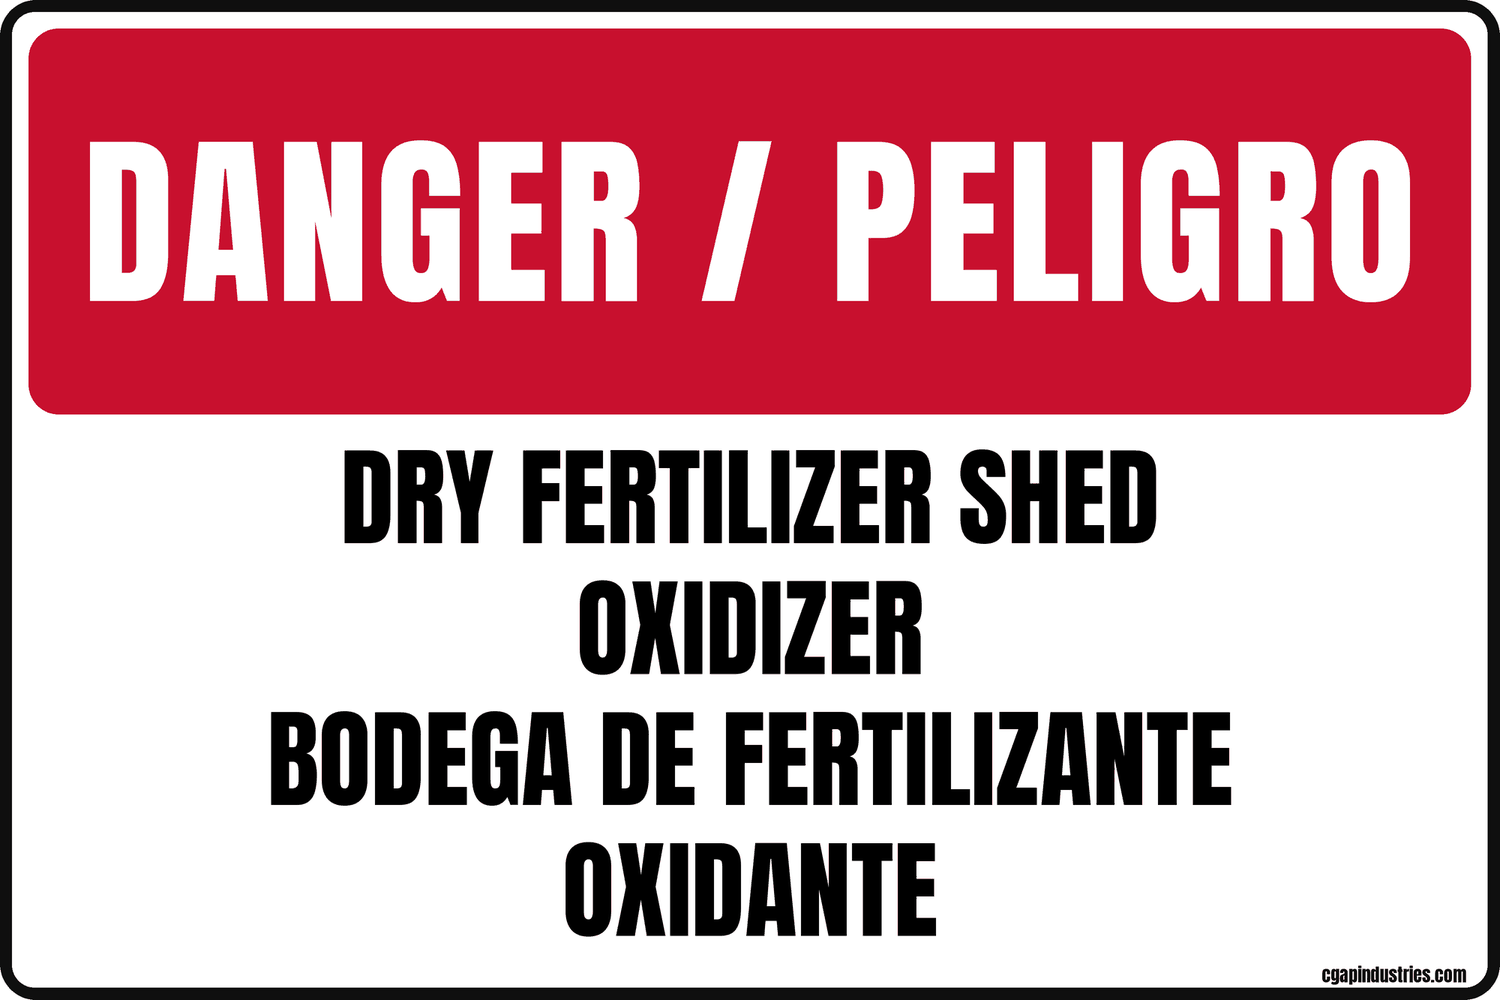 DANGER / PELIGRO
DRY FERTILIZER SHED
OXIDIZER
BODEGA DE FERTILIZANTE
OXIDANTE
cgapindustries.com